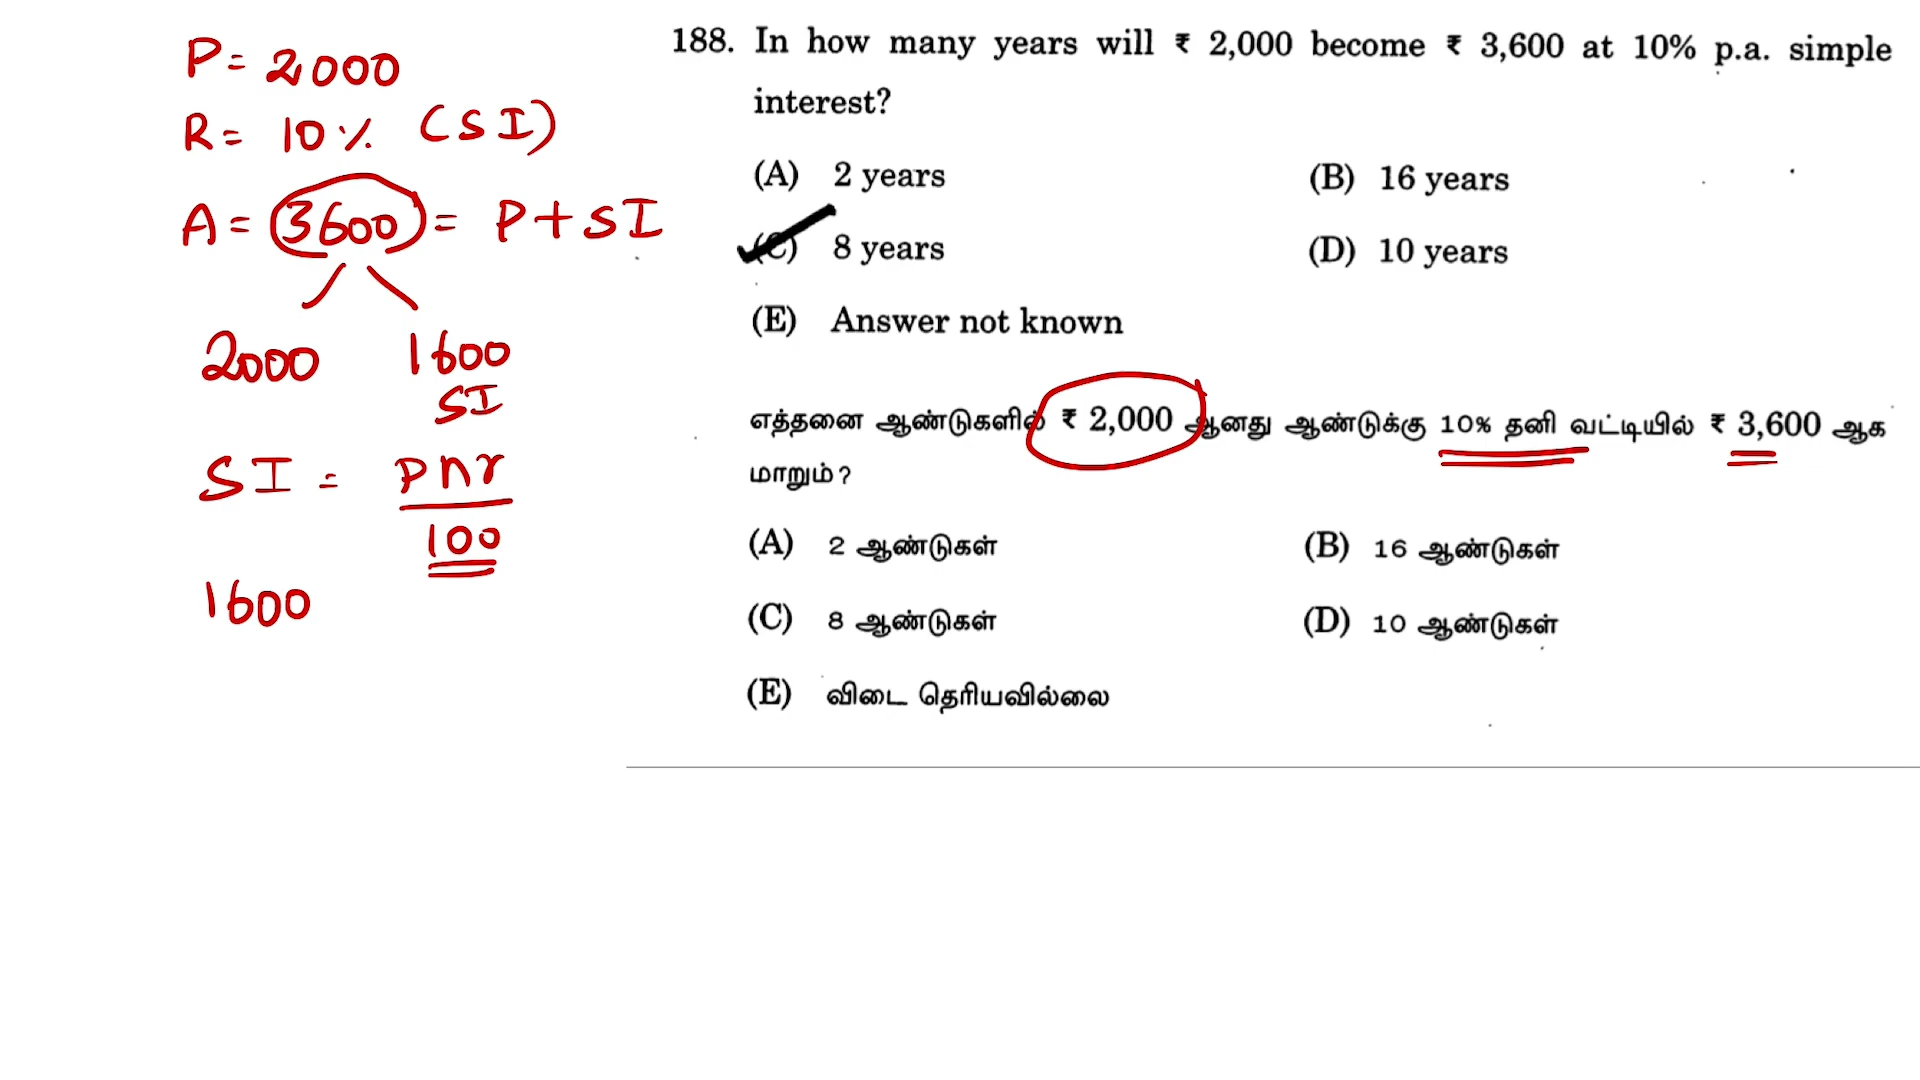 P = 2000
R = 10% (SI)
A = 3600 = P + SI
2000 1600
SI
SI = pnr
100
1600
188. In how many years will ₹ 2,000 become ₹ 3,600 at 10% p.a. simple
interest?
(A) 2 years (B) 16 years
(C) 8 years (D) 10 years
(E) Answer not known
எத்தனை ஆண்டுகளில் ₹ 2,000 ஆனது ஆண்டுக்கு 10% தனி வட்டியில் ₹ 3,600 ஆக
மாறும்?
(A) 2 ஆண்டுகள் (B) 16 ஆண்டுகள்
(C) 8 ஆண்டுகள் (D) 10 ஆண்டுகள்
(E) விடை தெரியவில்லை